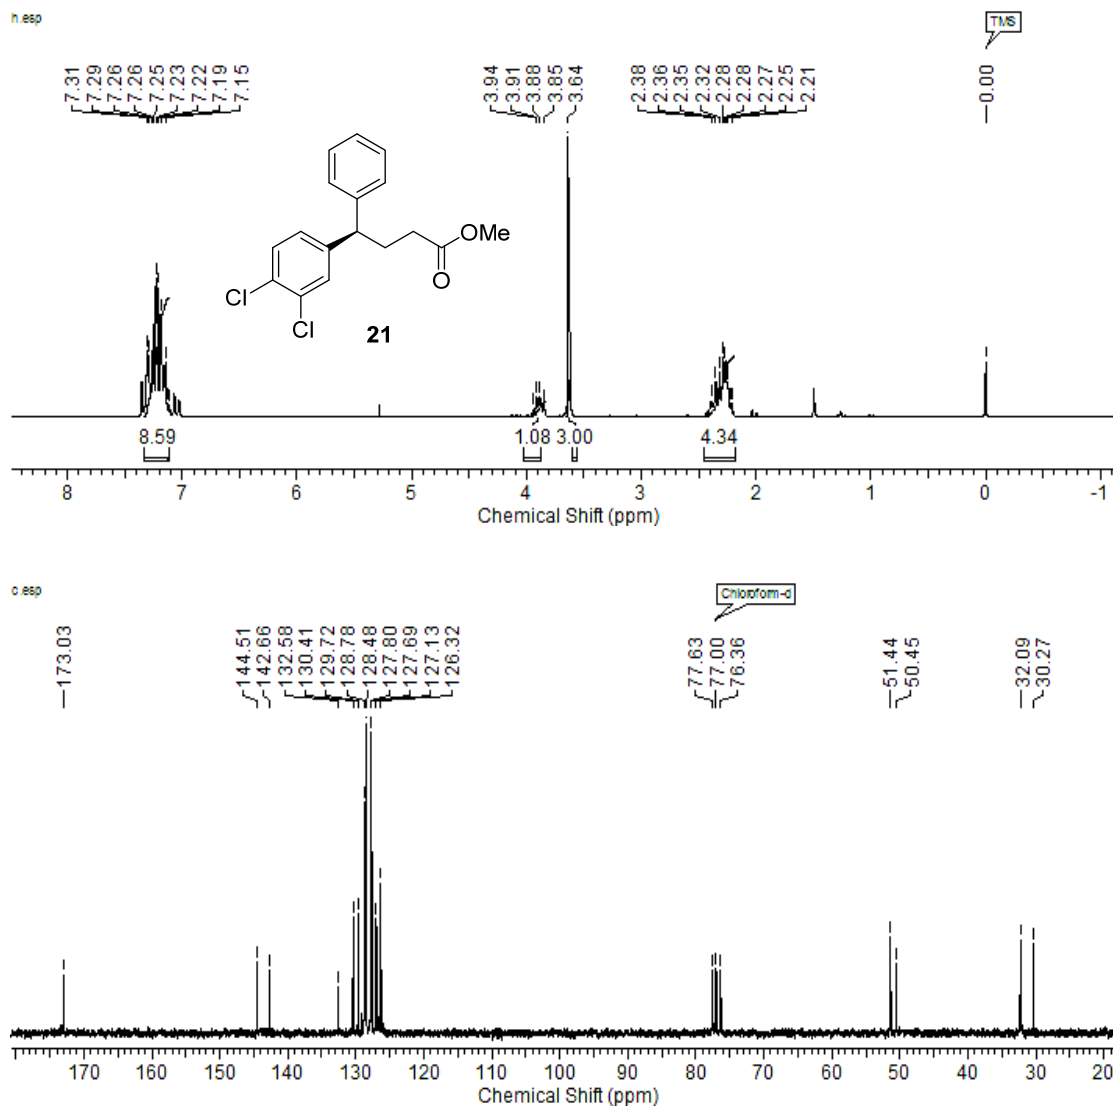 h.esp
TMS
7.31 7.29 7.26 7.26 7.25 7.23 7.22 7.19 7.15 3.94 3.91 3.88 3.85 3.64 2.38 2.36 2.35 2.32 2.28 2.28 2.27 2.25 2.21 0.00
OMe
O
Cl
Cl
21
8.59 1.08 3.00 4.34
8 7 6 5 4 3 2 1 0 -1
Chemical Shift (ppm)
c.esp
Chloroform-d
173.03 144.51 142.66 132.58 130.41 129.72 128.78 128.48 127.80 127.69 127.13 126.32 77.63 77.00 76.36 51.44 50.45 32.09 30.27
170 160 150 140 130 120 110 100 90 80 70 60 50 40 30 20
Chemical Shift (ppm)